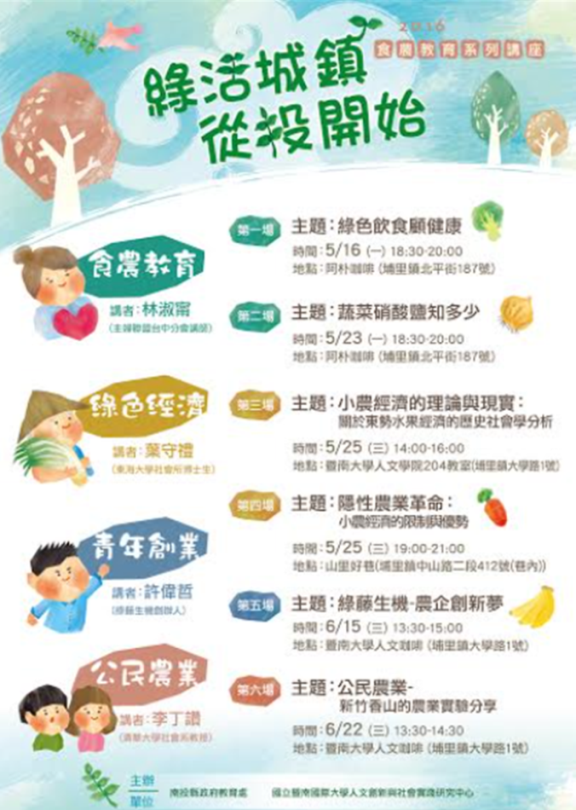 2016
食農教育系列講座
綠活城鎮
從投開始
食農教育
講者:林淑甯
(主婦聯盟台中分會講師)
第一場
主題:綠色飲食顧健康
時間:5/16 (一) 18:30-20:00
地點:阿朴咖啡 (埔里鎮北平街187號)
第二場
主題:蔬菜硝酸鹽知多少
時間:5/23 (一) 18:30-20:00
地點:阿朴咖啡 (埔里鎮北平街187號)
綠色經濟
講者:葉守禮
(東海大學社會所博士生)
第三場
主題:小農經濟的理論與現實:
關於東勢水果經濟的歷史社會學分析
時間:5/25 (三) 14:00-16:00
地點:暨南大學人文學院204教室(埔里鎮大學路1號)
第四場
主題:隱性農業革命:
小農經濟的限制與優勢
時間:5/25 (三) 19:00-21:00
地點:山里好巷(埔里鎮中山路二段412號(巷內))
青年創業
講者:許偉哲
(綠藤生機創辦人)
第五場
主題:綠藤生機-農企創新夢
時間:6/15 (三) 13:30-15:00
地點:暨南大學人文咖啡 (埔里鎮大學路1號)
公民農業
講者:李丁讚
(清華大學社會系教授)
第六場
主題:公民農業-
新竹香山的農業實驗分享
時間:6/22 (三) 13:30-14:30
地點:暨南大學人文咖啡 (埔里鎮大學路1號)
主辦
單位
南投縣政府教育處 國立暨南國際大學人文創新與社會實踐研究中心